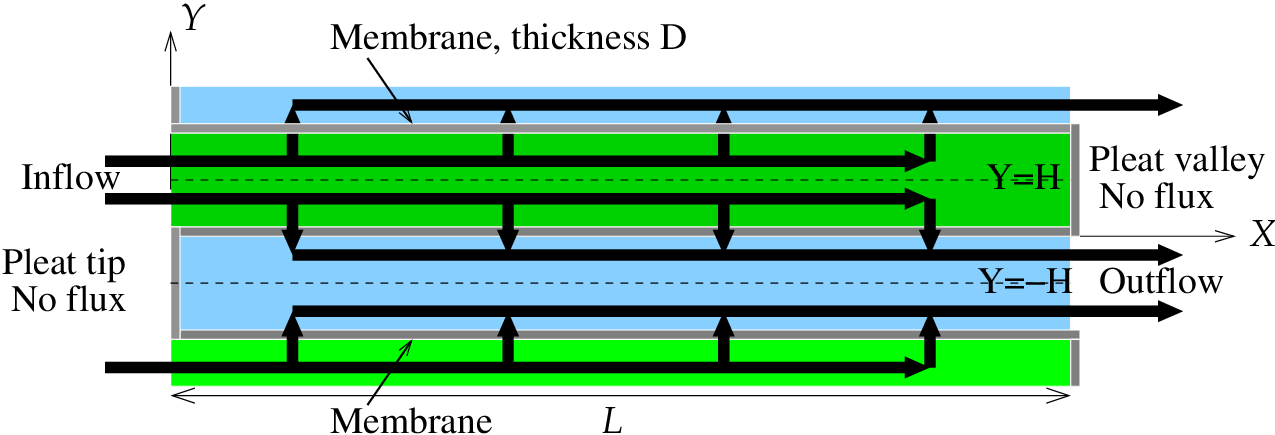 Y
Membrane, thickness D
Inflow
Y=H
Pleat valley
No flux
X
Pleat tip
No flux
Y=−H
Outflow
Membrane
L